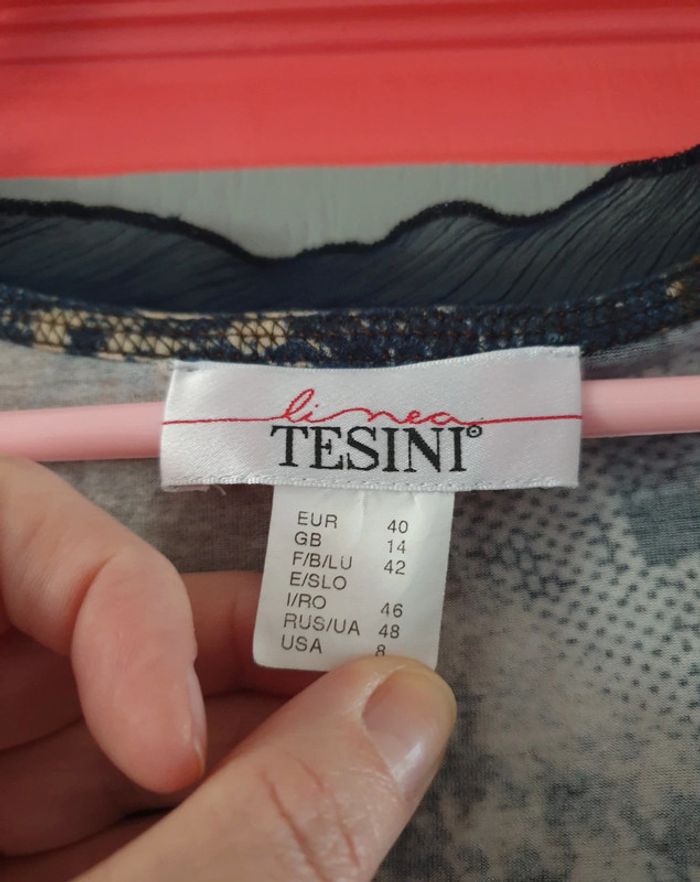 linea
TESINI®
EUR 40
GB 14
F/B/LU 42
E/SLO
I/RO 46
RUS/UA 48
USA 8